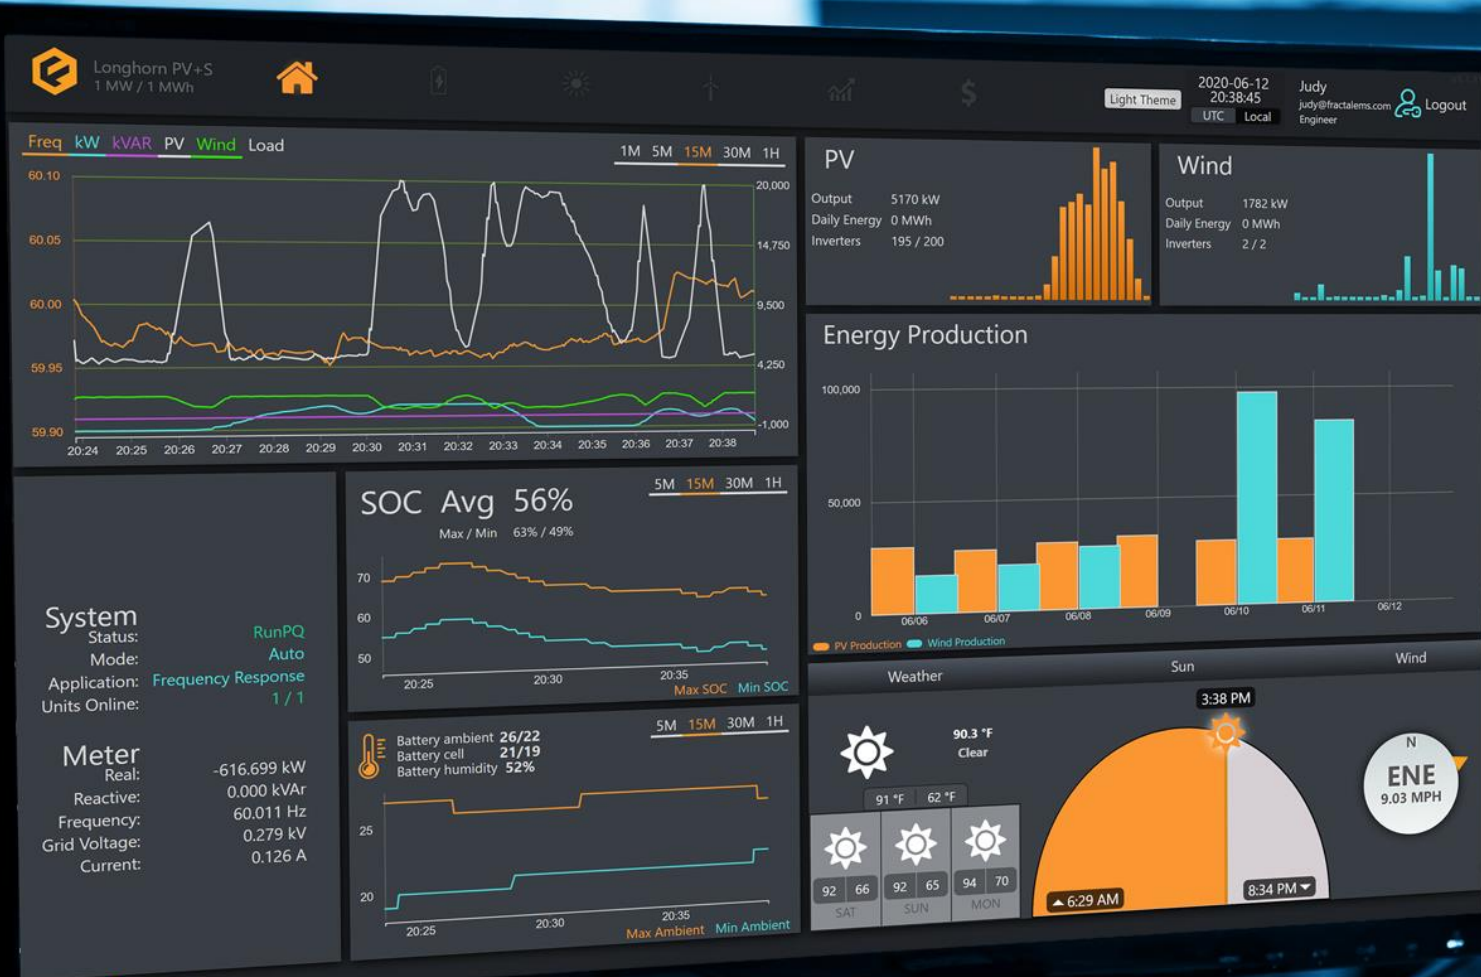 Longhorn PV+S
1 MW / 1 MWh
Light Theme
2020-06-12
20:38:45
UTC Local
Judy
judy@fractalems.com
Engineer
Logout
Freq kW kVAR PV Wind Load
1M 5M 15M 30M 1H
60.10
60.05
60.00
59.95
59.90
20,000
14,750
9,500
4,250
-1,000
20:24 20:25 20:26 20:27 20:28 20:29 20:30 20:31 20:32 20:33 20:34 20:35 20:36 20:37 20:38
PV
Output 5170 kW
Daily Energy 0 MWh
Inverters 195 / 200
Wind
Output 1782 kW
Daily Energy 0 MWh
Inverters 2 / 2
Energy Production
100,000
50,000
0
06/06 06/07 06/08 06/09 06/10 06/11 06/12
PV Production Wind Production
System
Status: RunPQ
Mode: Auto
Application: Frequency Response
Units Online: 1 / 1
Meter
Real: -616.699 kW
Reactive: 0.000 kVAr
Frequency: 60.011 Hz
Grid Voltage: 0.279 kV
Current: 0.126 A
SOC Avg 56%
Max / Min 63% / 49%
5M 15M 30M 1H
70
60
50
20:25 20:30 20:35
Max SOC Min SOC
Battery ambient 26/22
Battery cell 21/19
Battery humidity 52%
5M 15M 30M 1H
25
20
20:25 20:30 20:35
Max Ambient Min Ambient
Weather
90.3 °F
Clear
91 °F 62 °F
92 66
SAT
92 65
SUN
94 70
MON
Sun
3:38 PM
6:29 AM
8:34 PM
Wind
N
ENE
9.03 MPH